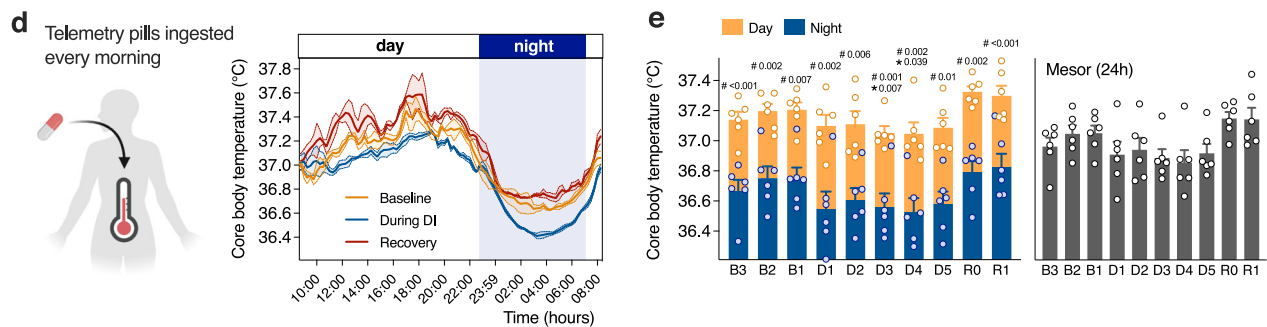 d
Telemetry pills ingested
every morning
day
night
Core body temperature (°C)
37.8
37.6
37.4
37.2
37.0
36.8
36.6
36.4
Baseline
During DI
Recovery
10:00
12:00
14:00
16:00
18:00
20:00
22:00
23:59
02:00
04:00
06:00
08:00
Time (hours)
e
Day
Night
Core body temperature (°C)
37.4
37.2
37.0
36.8
36.6
36.4
# <0.001
# 0.002
# 0.007
# 0.002
# 0.006
# 0.001
★ 0.007
# 0.002
★ 0.039
# 0.01
# 0.002
# <0.001
B3 B2 B1 D1 D2 D3 D4 D5 R0 R1
Mesor (24h)
B3 B2 B1 D1 D2 D3 D4 D5 R0 R1